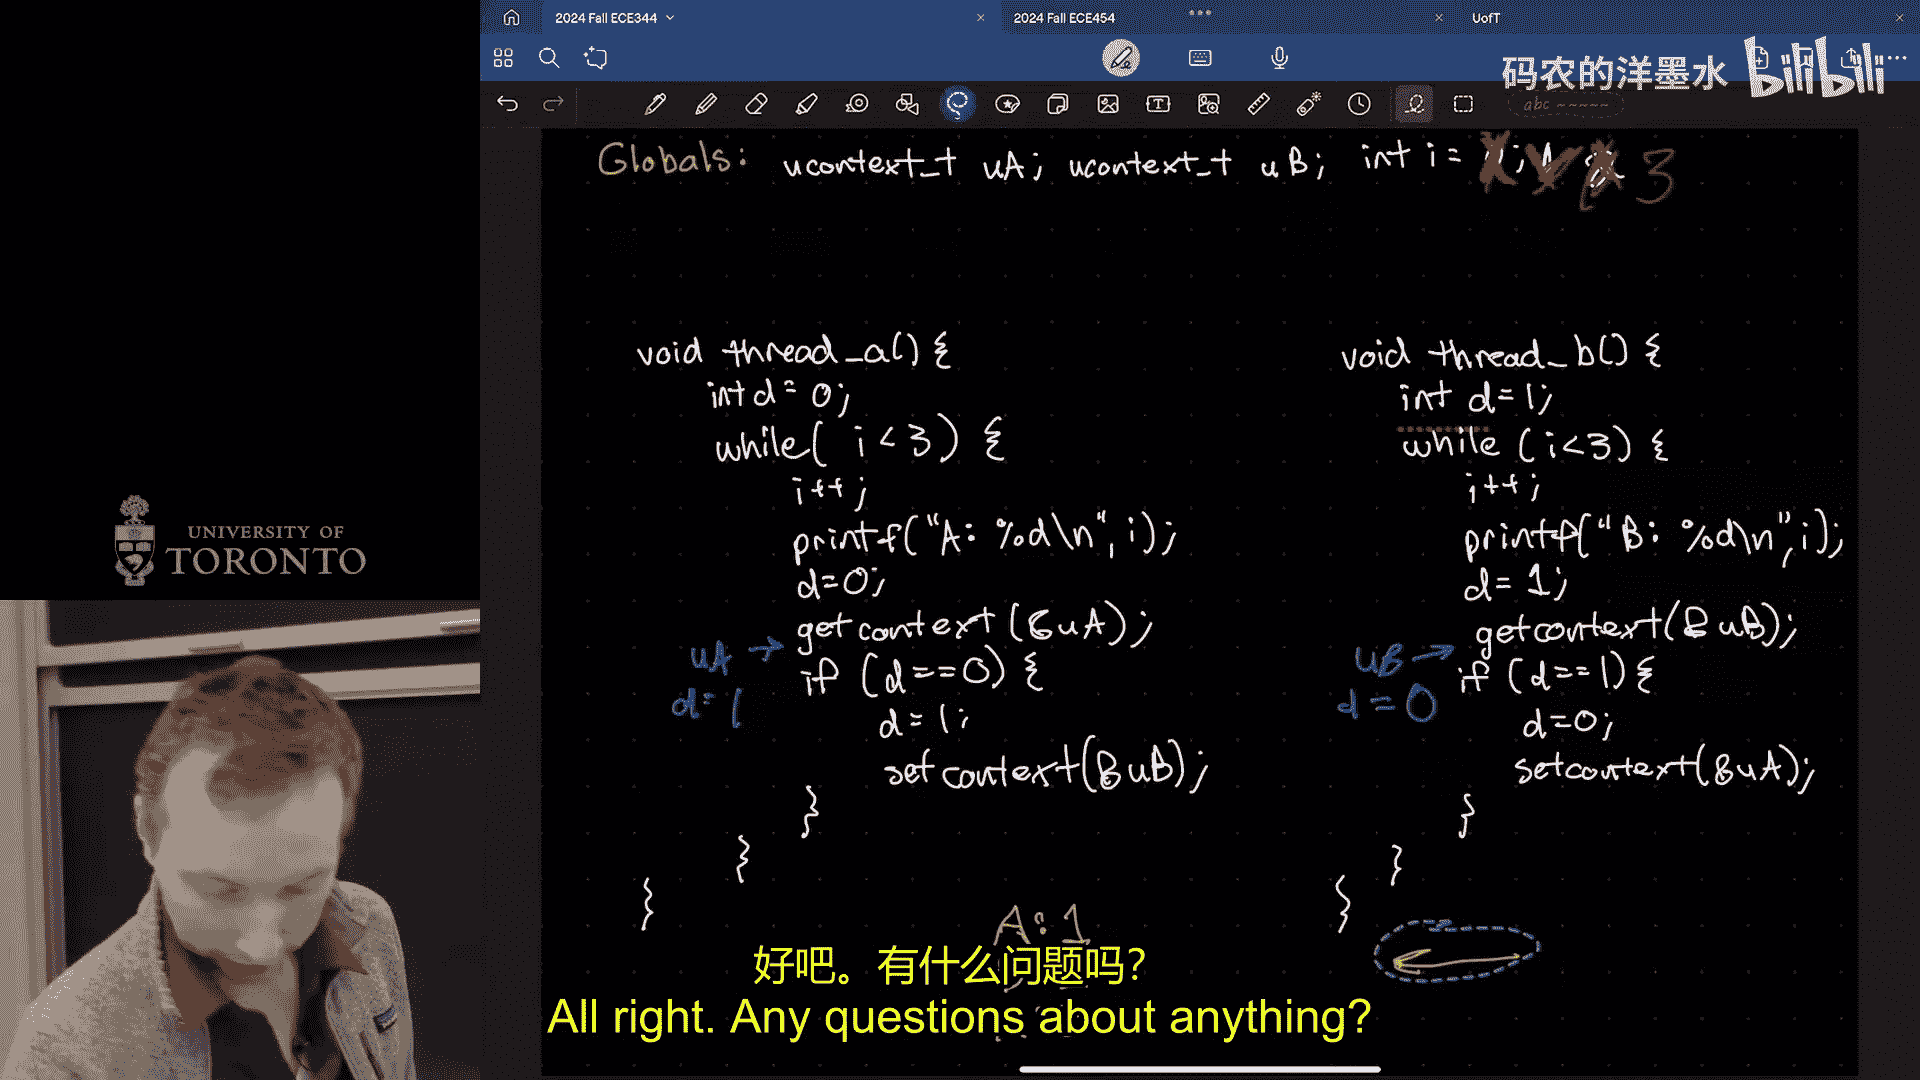 2024 Fall ECE344
2024 Fall ECE454
UofT
码农的洋墨水 bilibili
abc
Globals: ucontext_t uA; ucontext_t uB; int i = 3
void thread_a() {
int d = 0;
while( i < 3) {
i++;
printf("A: %d\n", i);
d=0;
getcontext(&uA);
if (d==0) {
d = 1;
setcontext(&uB);
}
}
}
uA →
d=1
void thread_b() {
int d=1;
while (i<3) {
i++;
printf("B: %d\n", i);
d= 1;
getcontext(&uB);
if (d==1) {
d=0;
setcontext(&uA);
}
}
}
uB →
d=0
A:1
UNIVERSITY OF
TORONTO
好吧。有什么问题吗?
All right. Any questions about anything?